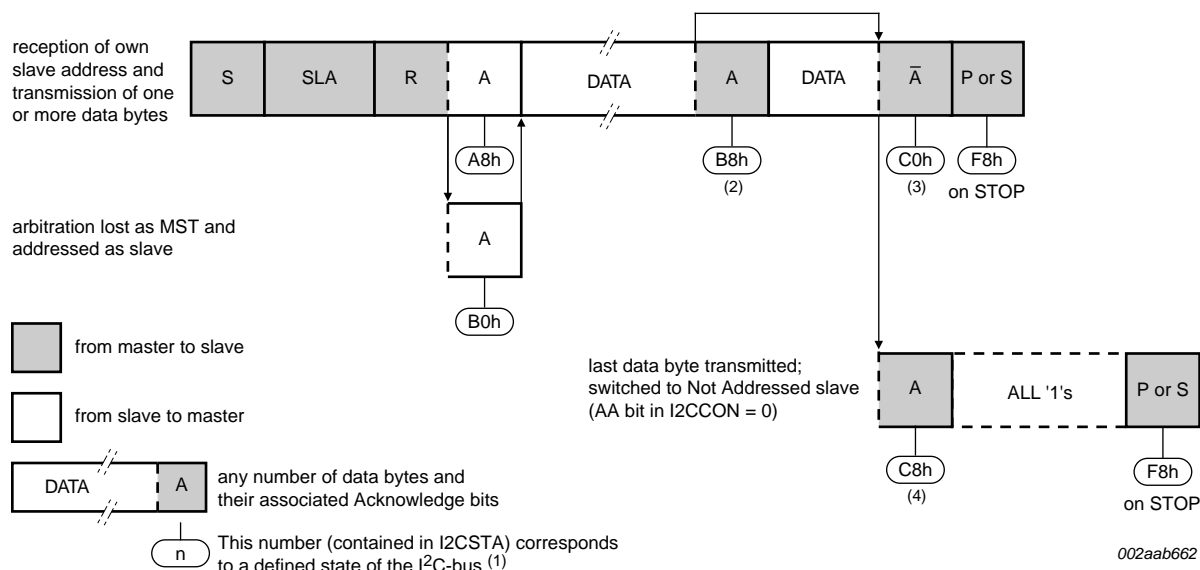 reception of own
slave address and
transmission of one
or more data bytes
S SLA R A DATA A DATA A̅ P or S
A8h B8h C0h F8h
(2) (3) on STOP
arbitration lost as MST and
addressed as slave
A
B0h
from master to slave
from slave to master
last data byte transmitted;
switched to Not Addressed slave
(AA bit in I2CCON = 0)
A ALL '1's P or S
C8h F8h
(4) on STOP
DATA A
any number of data bytes and
their associated Acknowledge bits
n
This number (contained in I2CSTA) corresponds
to a defined state of the I²C-bus (1)
002aab662